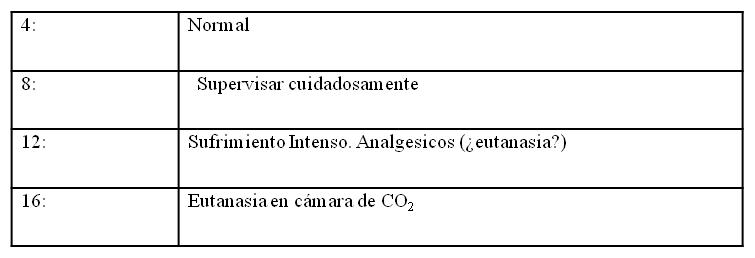 4: Normal
8: Supervisar cuidadosamente
12: Sufrimiento Intenso. Analgesicos (¿eutanasia?)
16: Eutanasia en cámara de CO₂